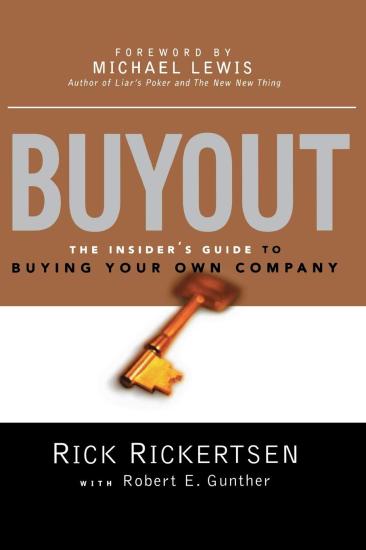 FOREWORD BY
MICHAEL LEWIS
Author of Liar's Poker and The New New Thing
BUYOUT
THE INSIDER'S GUIDE TO
BUYING YOUR OWN COMPANY
RICK RICKERTSEN
WITH Robert E. Gunther